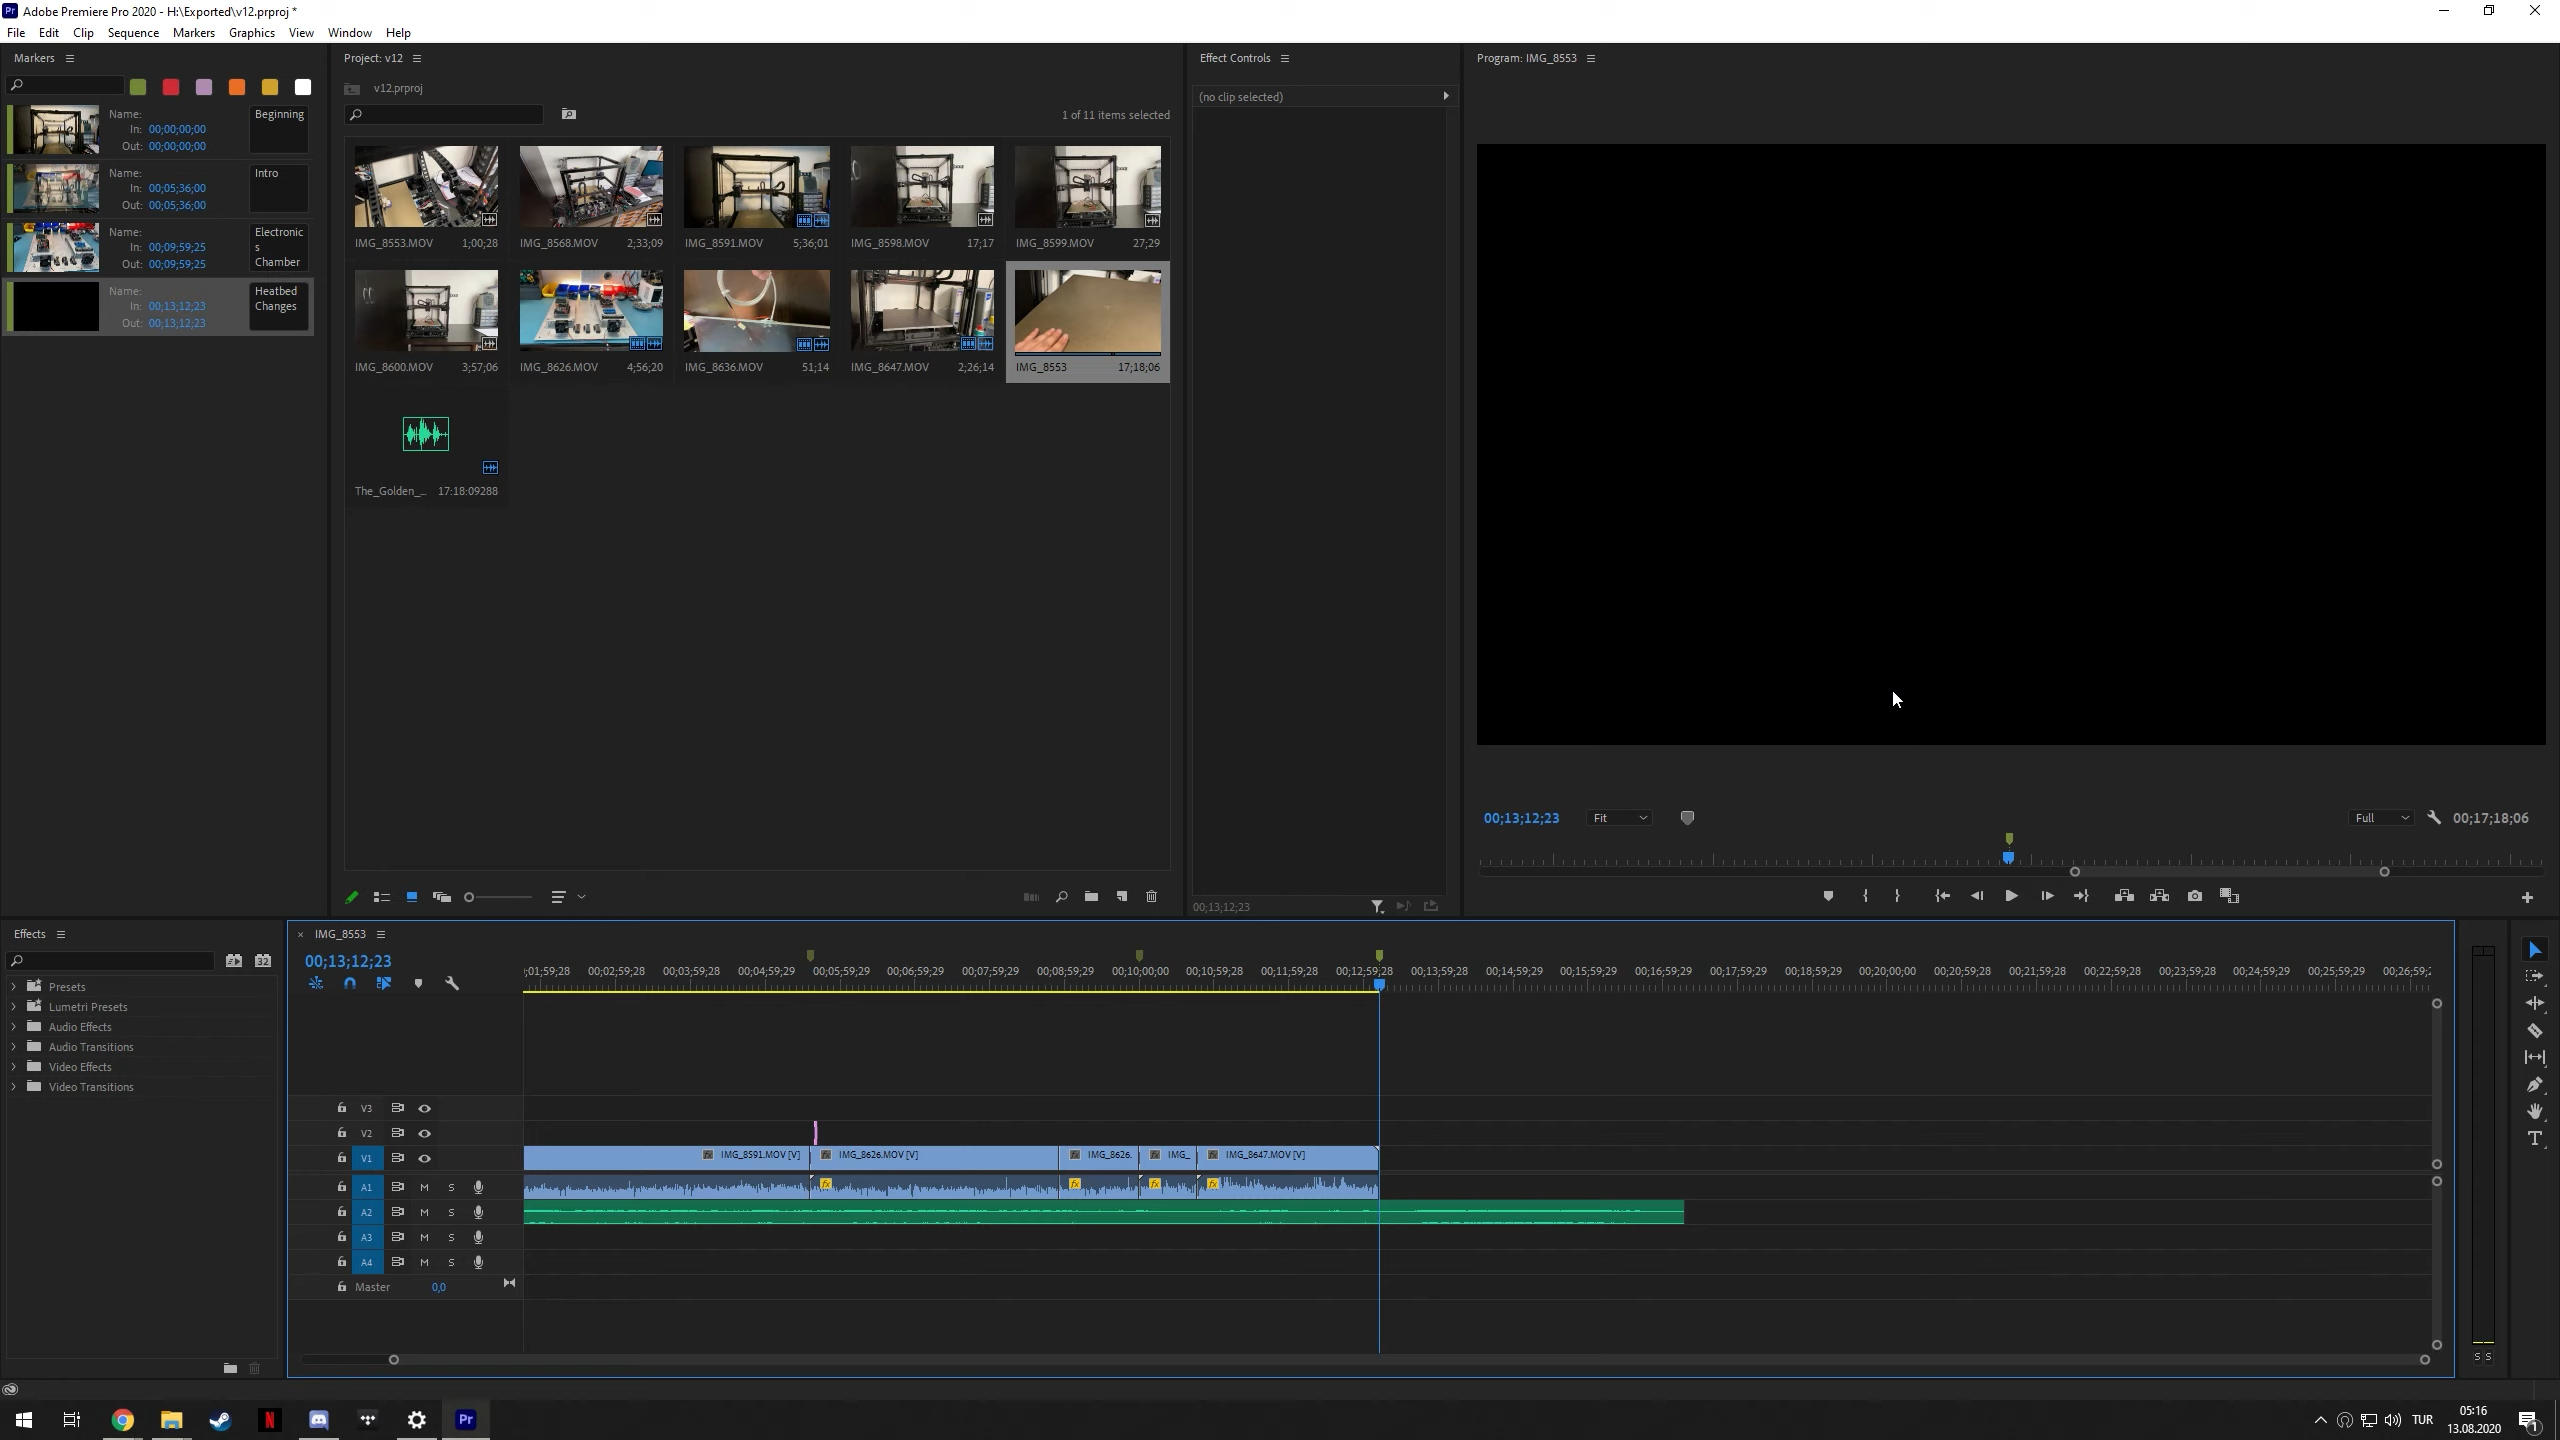 Adobe Premiere Pro 2020 - H:\Exported\v12.prproj *
File Edit Clip Sequence Markers Graphics View Window Help
Markers
Name:
In: 00;00;00;00
Out: 00;00;00;00
Beginning
Name:
In: 00;05;36;00
Out: 00;05;36;00
Intro
Name:
In: 00;09;59;25
Out: 00;09;59;25
Electronic
s
Chamber
Name:
In: 00;13;12;23
Out: 00;13;12;23
Heatbed
Changes
Project: v12
v12.prproj
1 of 11 items selected
IMG_8553.MOV 1;00;28
IMG_8568.MOV 2;33;09
IMG_8591.MOV 5;36;01
IMG_8598.MOV 17;17
IMG_8599.MOV 27;29
IMG_8600.MOV 3;57;06
IMG_8626.MOV 4;56;20
IMG_8636.MOV 51;14
IMG_8647.MOV 2;26;14
IMG_8553 17;18;06
The_Golden_... 17:18:09288
Effect Controls
(no clip selected)
00;13;12;23
Program: IMG_8553
00;13;12;23 Fit Full 00;17;18;06
Effects
32
Presets
Lumetri Presets
Audio Effects
Audio Transitions
Video Effects
Video Transitions
IMG_8553
00;13;12;23
;01;59;28 00;02;59;28 00;03;59;28 00;04;59;29 00;05;59;29 00;06;59;29 00;07;59;29 00;08;59;29 00;10;00;00 00;10;59;28 00;11;59;28 00;12;59;28 00;13;59;28 00;14;59;29 00;15;59;29 00;16;59;29 00;17;59;29 00;18;59;29 00;20;00;00 00;20;59;28 00;21;59;28 00;22;59;28 00;23;59;28 00;24;59;29 00;25;59;29 00;26;59;2
V3
V2
V1
fx IMG_8591.MOV [V] fx IMG_8626.MOV [V] fx IMG_8626. fx IMG_ fx IMG_8647.MOV [V]
A1 M S
fx fx fx fx
A2 M S
A3 M S
A4 M S
Master 0,0
S S
N
Pr
TUR
05:16
13.08.2020
1